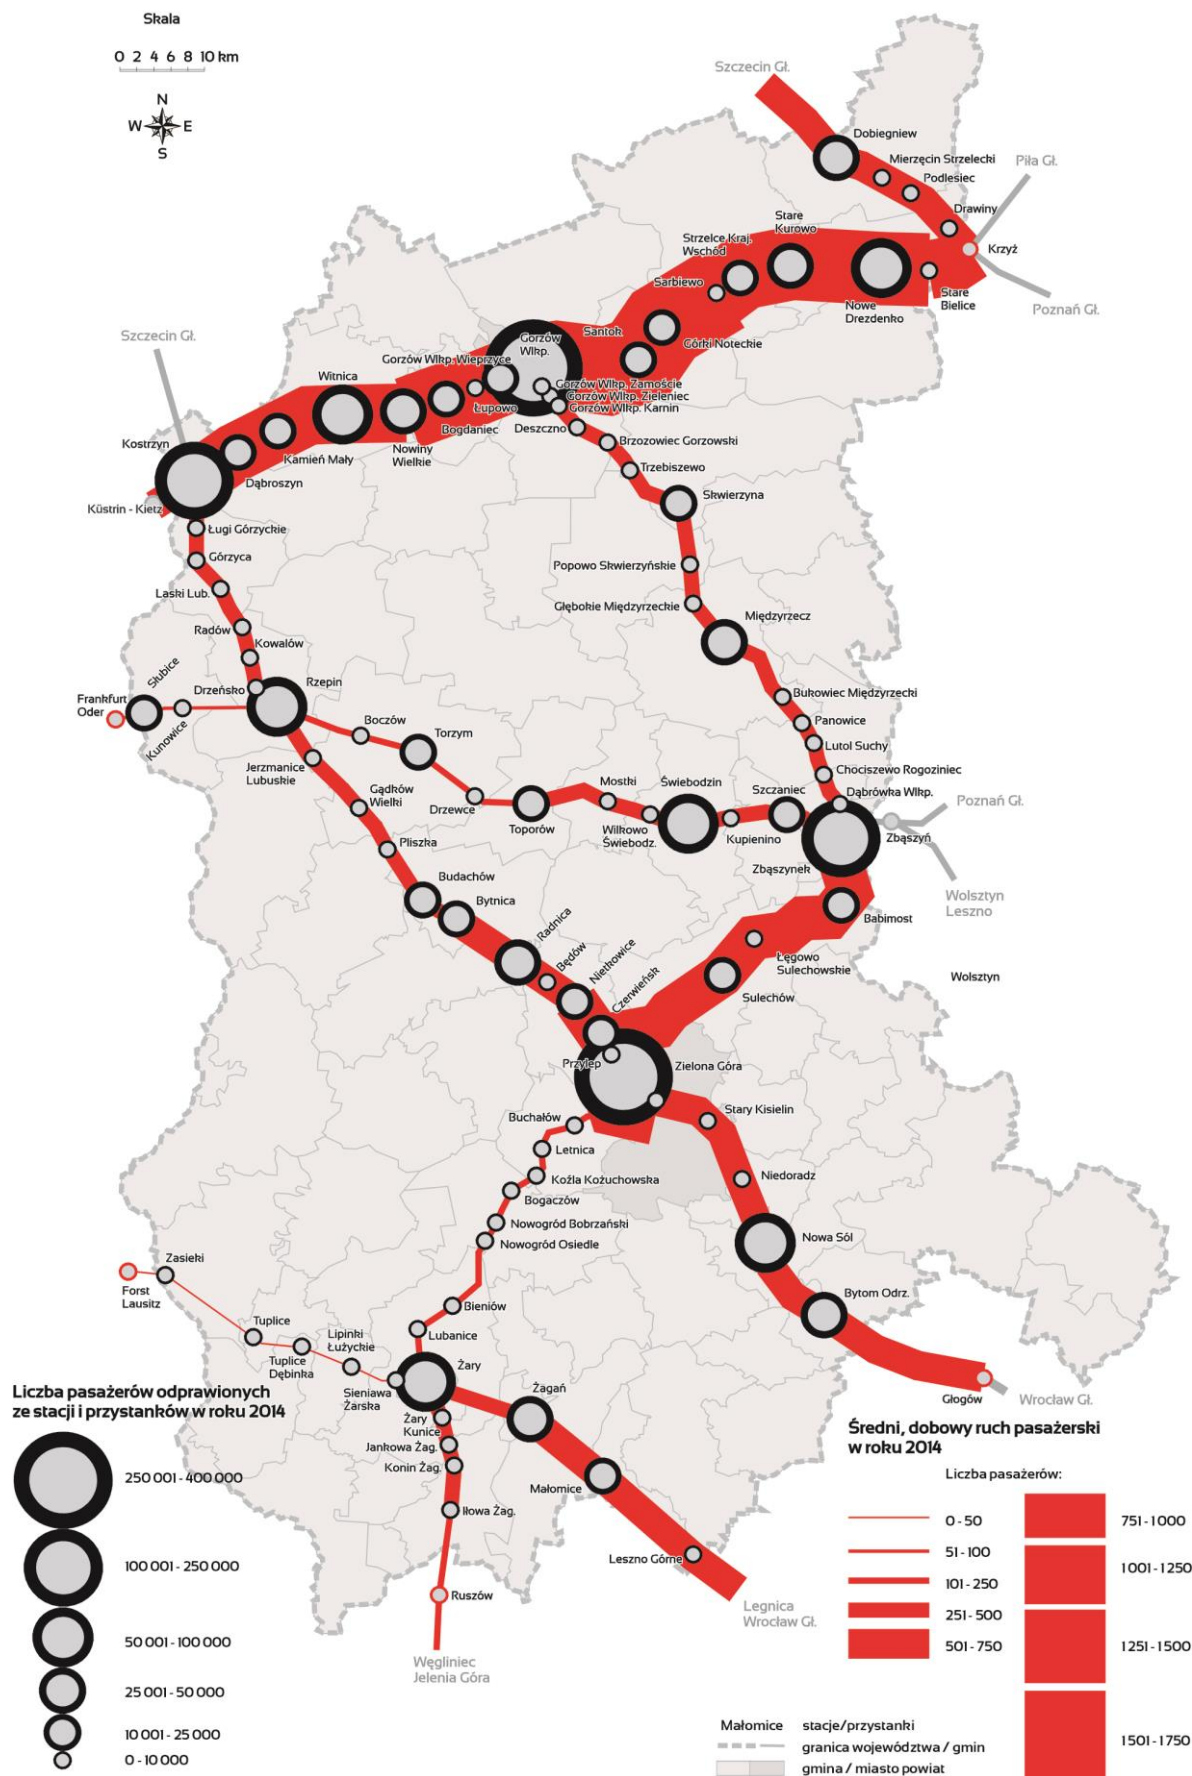 Skala
0 2 4 6 8 10 km
N
W E
S
Szczecin Gł.
Dobiegniew
Mierzęcin Strzelecki
Podlesiec
Piła Gł.
Drawiny
Stare
Kurowo
Strzelce Kraj.
Wschód
Krzyż
Sarbiewo
Stare
Bielice
Nowe
Drezdenko
Poznań Gł.
Szczecin Gł.
Gorzów
Wlkp.
Santok
Górki Noteckie
Gorzów Wlkp. Wieprzyce
Witnica
Gorzów Wlkp. Zamoście
Gorzów Wlkp. Zieleniec
Gorzów Wlkp. Karnin
Łupowo
Bogdaniec
Deszczno
Kostrzyn
Nowiny
Wielkie
Brzozowiec Gorzowski
Kamień Mały
Trzebiszewo
Dąbroszyn
Skwierzyna
Küstrin - Kietz
Ługi Górzyckie
Górzyca
Popowo Skwierzyńskie
Laski Lub.
Głębokie Międzyrzeckie
Radów
Międzyrzecz
Kowalów
Słubice
Drzeńsko
Rzepin
Bukowiec Międzyrzecki
Frankfurt
Oder
Kunowice
Boczów
Torzym
Panowice
Lutol Suchy
Jerzmanice
Lubuskie
Chociszewo Rogoziniec
Gądków
Wielki
Drzewce
Mostki
Świebodzin
Szczaniec
Dąbrówka Wlkp.
Poznań Gł.
Toporów
Wilkowo
Świebodz.
Kupienino
Zbąszyń
Pliszka
Zbąszynek
Budachów
Bytnica
Wolsztyn
Leszno
Babimost
Radnica
Będów
Nietkowice
Czerwieńsk
Łęgowo
Sulechowskie
Wolsztyn
Sulechów
Przylep
Zielona Góra
Buchałów
Stary Kisielin
Letnica
Koźla Kożuchowska
Niedoradz
Bogaczów
Nowogród Bobrzański
Nowogród Osiedle
Nowa Sól
Zasieki
Forst
Lausitz
Bieniów
Bytom Odrz.
Tuplice
Lubanice
Tuplice
Dębinka
Lipinki
Łużyckie
Żary
Sieniawa
Żarska
Żagań
Głogów
Wrocław Gł.
Żary
Kunice
Jankowa Żag.
Konin Żag.
Małomice
Iłowa Żag.
Leszno Górne
Ruszów
Legnica
Wrocław Gł.
Węgliniec
Jelenia Góra
Liczba pasażerów odprawionych
ze stacji i przystanków w roku 2014
250 001 - 400 000
100 001 - 250 000
50 001 - 100 000
25 001 - 50 000
10 001 - 25 000
0 - 10 000
Średni, dobowy ruch pasażerski
w roku 2014
Liczba pasażerów:
0 - 50
51 - 100
101 - 250
251 - 500
501 - 750
751 - 1000
1001 - 1250
1251 - 1500
1501 - 1750
Małomice stacje/przystanki
granica województwa / gmin
gmina / miasto powiat